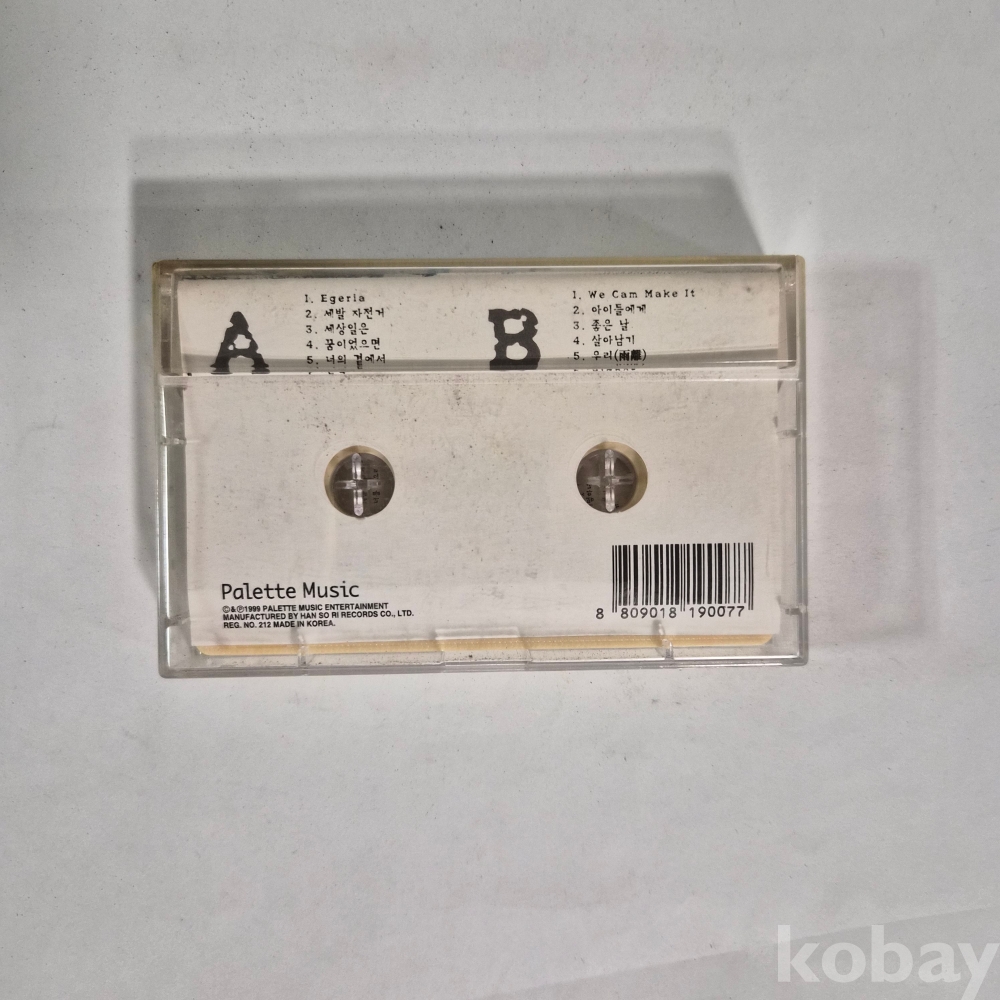 A
1. Egeria
2. 세발 자전거
3. 세상일은
4. 꿈이었으면
5. 너의 곁에서
B
1. We Cam Make It
2. 아이들에게
3. 좋은 날
4. 살아남기
5. 우리(雨離)
Palette Music
©&℗1999 PALETTE MUSIC ENTERTAINMENT
MANUFACTURED BY HAN SO RI RECORDS CO., LTD.
REG. NO. 212 MADE IN KOREA.
8 809018 190077
kobay